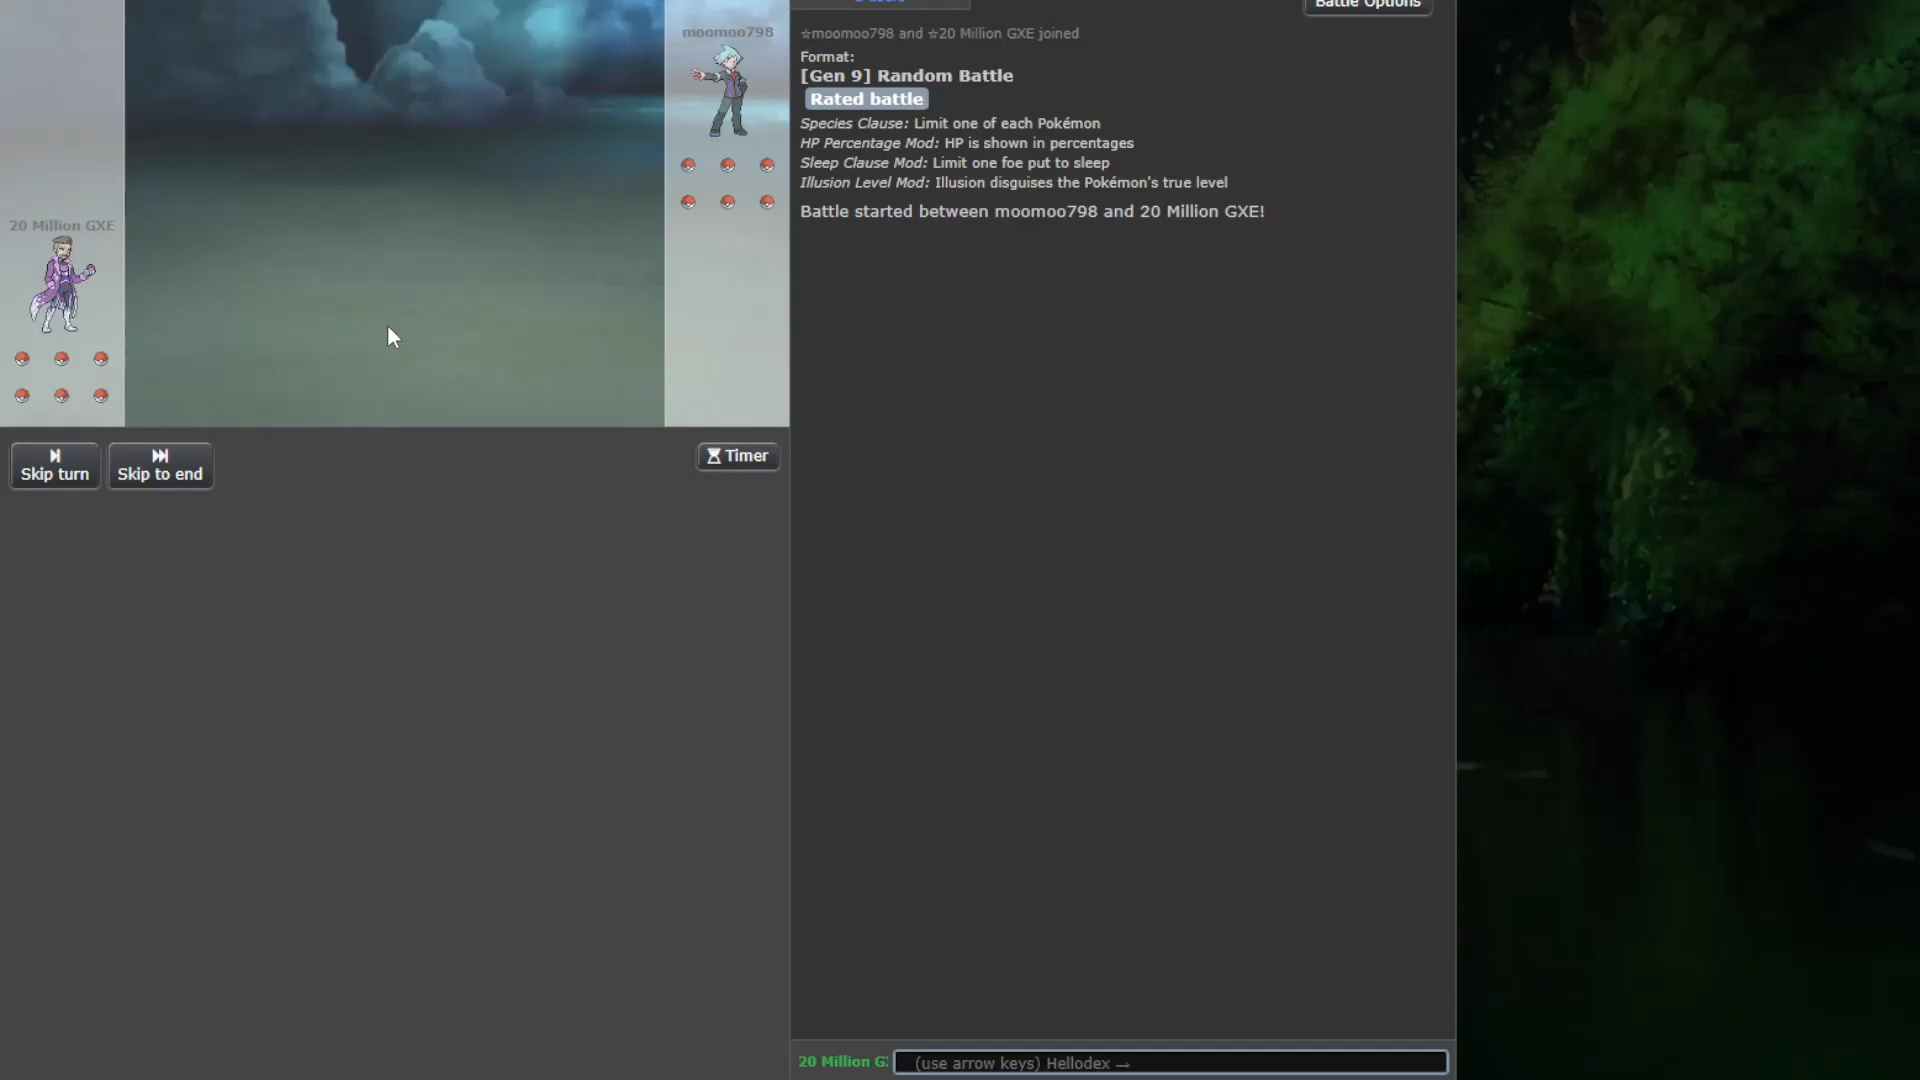 Battle Options
moomoo798
☆moomoo798 and ☆20 Million GXE joined
Format:
[Gen 9] Random Battle
Rated battle
Species Clause: Limit one of each Pokémon
HP Percentage Mod: HP is shown in percentages
Sleep Clause Mod: Limit one foe put to sleep
Illusion Level Mod: Illusion disguises the Pokémon's true level
Battle started between moomoo798 and 20 Million GXE!
20 Million GXE
Skip turn
Skip to end
Timer
20 Million G
(use arrow keys) Hellodex →